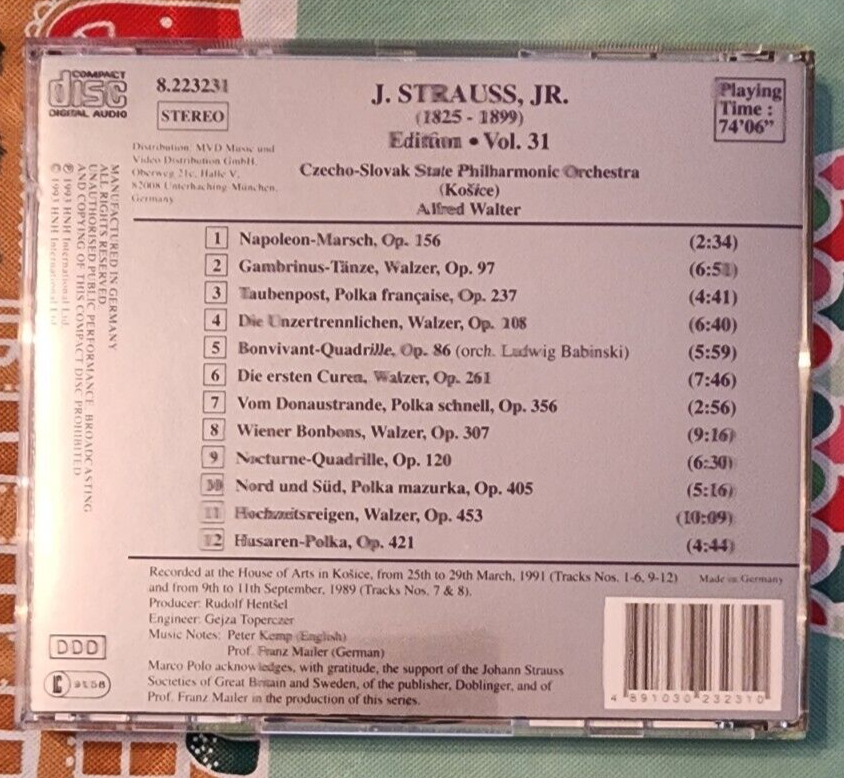 COMPACT
disc
DIGITAL AUDIO
8.223231
STEREO
J. STRAUSS, JR.
(1825 - 1899)
Edition • Vol. 31
Playing
Time :
74'06"
Distribution: MVD Music und
Video Distribution GmbH,
Oberweg 21c, Halle V,
82008 Unterhaching München,
Germany
Czecho-Slovak State Philharmonic Orchestra
(Košice)
Alfred Walter
MANUFACTURED IN GERMANY
ALL RIGHTS RESERVED
UNAUTHORISED PUBLIC PERFORMANCE, BROADCASTING
AND COPYING OF THIS COMPACT DISC PROHIBITED
℗ 1993 HNH International Ltd.
© 1993 HNH International Ltd.
1 Napoleon-Marsch, Op. 156 (2:34)
2 Gambrinus-Tänze, Walzer, Op. 97 (6:51)
3 Taubenpost, Polka française, Op. 237 (4:41)
4 Die Unzertrennlichen, Walzer, Op. 108 (6:40)
5 Bonvivant-Quadrille, Op. 86 (orch. Ludwig Babinski) (5:59)
6 Die ersten Curen, Walzer, Op. 261 (7:46)
7 Vom Donaustrande, Polka schnell, Op. 356 (2:56)
8 Wiener Bonbons, Walzer, Op. 307 (9:16)
9 Nocturne-Quadrille, Op. 120 (6:30)
10 Nord und Süd, Polka mazurka, Op. 405 (5:16)
11 Hochzeitsreigen, Walzer, Op. 453 (10:09)
12 Husaren-Polka, Op. 421 (4:44)
Recorded at the House of Arts in Košice, from 25th to 29th March, 1991 (Tracks Nos. 1-6, 9-12)
and from 9th to 11th September, 1989 (Tracks Nos. 7 & 8).
Made in Germany
Producer: Rudolf Hentšel
Engineer: Gejza Toperczer
Music Notes: Peter Kemp (English)
Prof. Franz Mailer (German)
Marco Polo acknowledges, with gratitude, the support of the Johann Strauss
Societies of Great Britain and Sweden, of the publisher, Doblinger, and of
Prof. Franz Mailer in the production of this series.
DDD
4 891030 232310